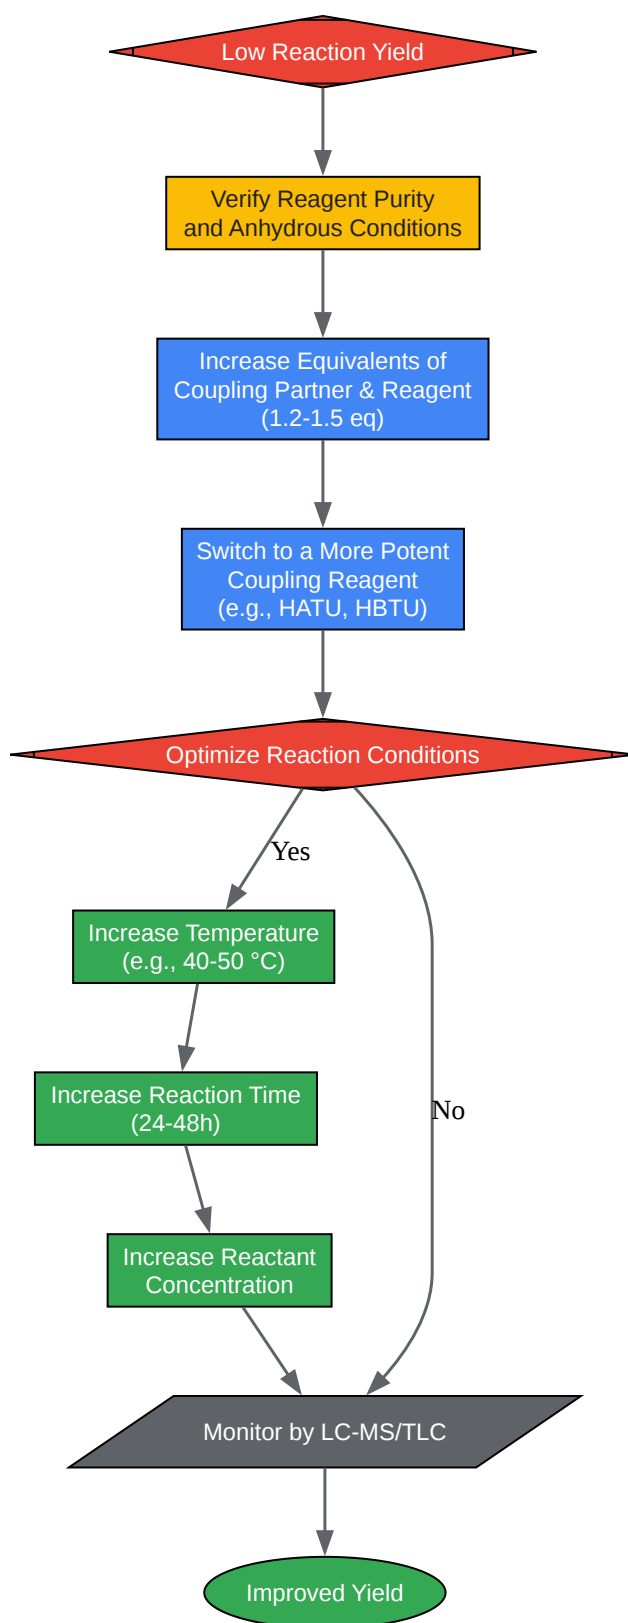 Low Reaction Yield
Verify Reagent Purity
and Anhydrous Conditions
Increase Equivalents of
Coupling Partner & Reagent
(1.2-1.5 eq)
Switch to a More Potent
Coupling Reagent
(e.g., HATU, HBTU)
Optimize Reaction Conditions
Yes
Increase Temperature
(e.g., 40-50 °C)
Increase Reaction Time
(24-48h)
No
Increase Reactant
Concentration
Monitor by LC-MS/TLC
Improved Yield